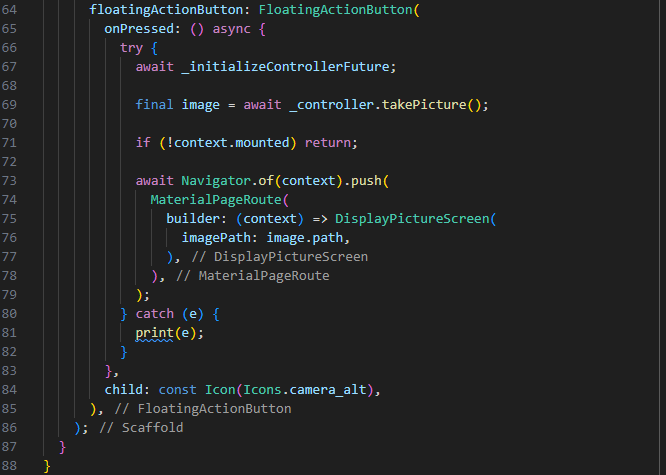 64 floatingActionButton: FloatingActionButton(
65 onPressed: () async {
66 try {
67 await _initializeControllerFuture;
68
69 final image = await _controller.takePicture();
70
71 if (!context.mounted) return;
72
73 await Navigator.of(context).push(
74 MaterialPageRoute(
75 builder: (context) => DisplayPictureScreen(
76 imagePath: image.path,
77 ), // DisplayPictureScreen
78 ), // MaterialPageRoute
79 );
80 } catch (e) {
81 print(e);
82 }
83 },
84 child: const Icon(Icons.camera_alt),
85 ), // FloatingActionButton
86 ); // Scaffold
87 }
88 }